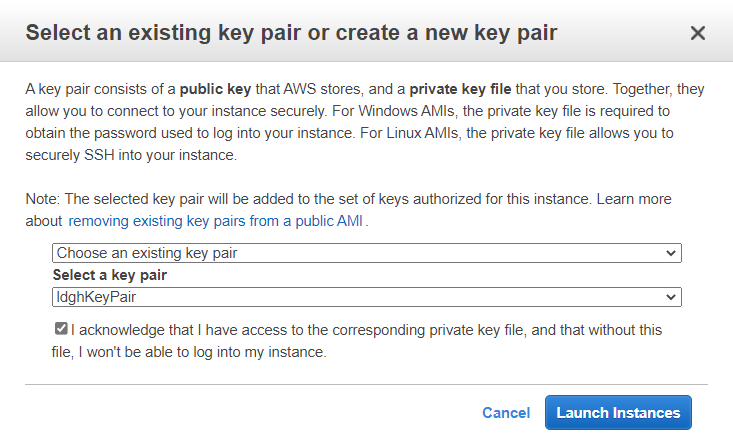 Select an existing key pair or create a new key pair
A key pair consists of a public key that AWS stores, and a private key file that you store. Together, they
allow you to connect to your instance securely. For Windows AMIs, the private key file is required to
obtain the password used to log into your instance. For Linux AMIs, the private key file allows you to
securely SSH into your instance.
Note: The selected key pair will be added to the set of keys authorized for this instance. Learn more
about removing existing key pairs from a public AMI.
Choose an existing key pair
Select a key pair
ldghKeyPair
I acknowledge that I have access to the corresponding private key file, and that without this
file, I won't be able to log into my instance.
Cancel
Launch Instances